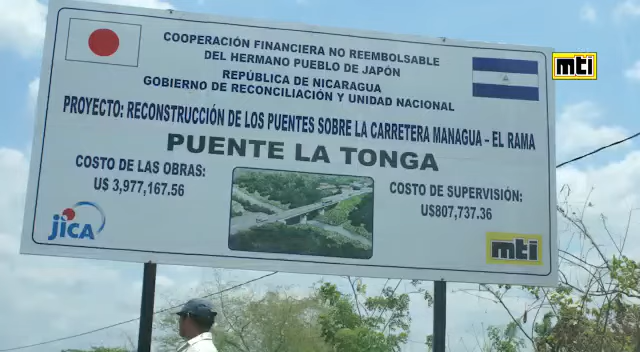 COOPERACIÓN FINANCIERA NO REEMBOLSABLE
DEL HERMANO PUEBLO DE JAPÓN
REPÚBLICA DE NICARAGUA
GOBIERNO DE RECONCILIACIÓN Y UNIDAD NACIONAL
PROYECTO: RECONSTRUCCIÓN DE LOS PUENTES SOBRE LA CARRETERA MANAGUA - EL RAMA
PUENTE LA TONGA
COSTO DE LAS OBRAS:
U$ 3,977,167.56
COSTO DE SUPERVISIÓN:
U$807,737.36
jICA
mti
mti